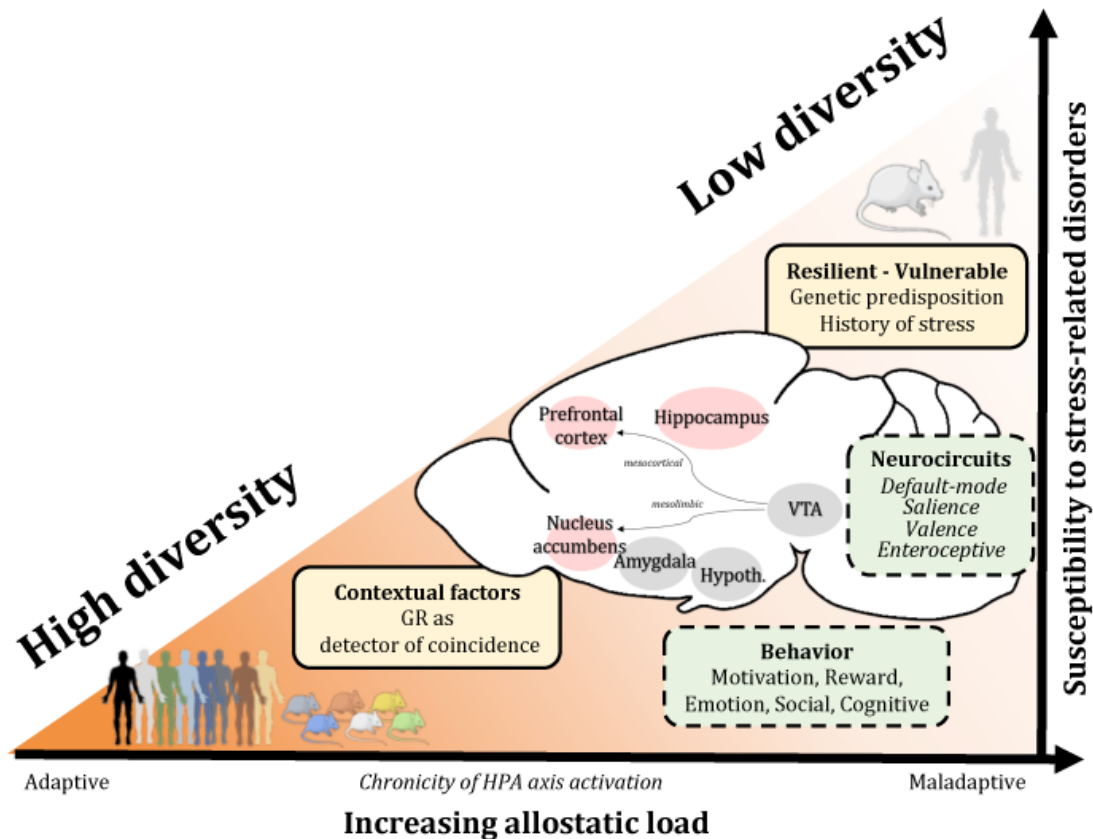 Low diversity
High diversity
Susceptibility to stress-related disorders
Resilient - Vulnerable
Genetic predisposition
History of stress
Prefrontal
cortex
Hippocampus
mesocortical
mesolimbic
VTA
Nucleus
accumbens
Amygdala
Hypoth.
Neurocircuits
Default-mode
Salience
Valence
Enteroceptive
Contextual factors
GR as
detector of coincidence
Behavior
Motivation, Reward,
Emotion, Social, Cognitive
Adaptive
Chronicity of HPA axis activation
Maladaptive
Increasing allostatic load